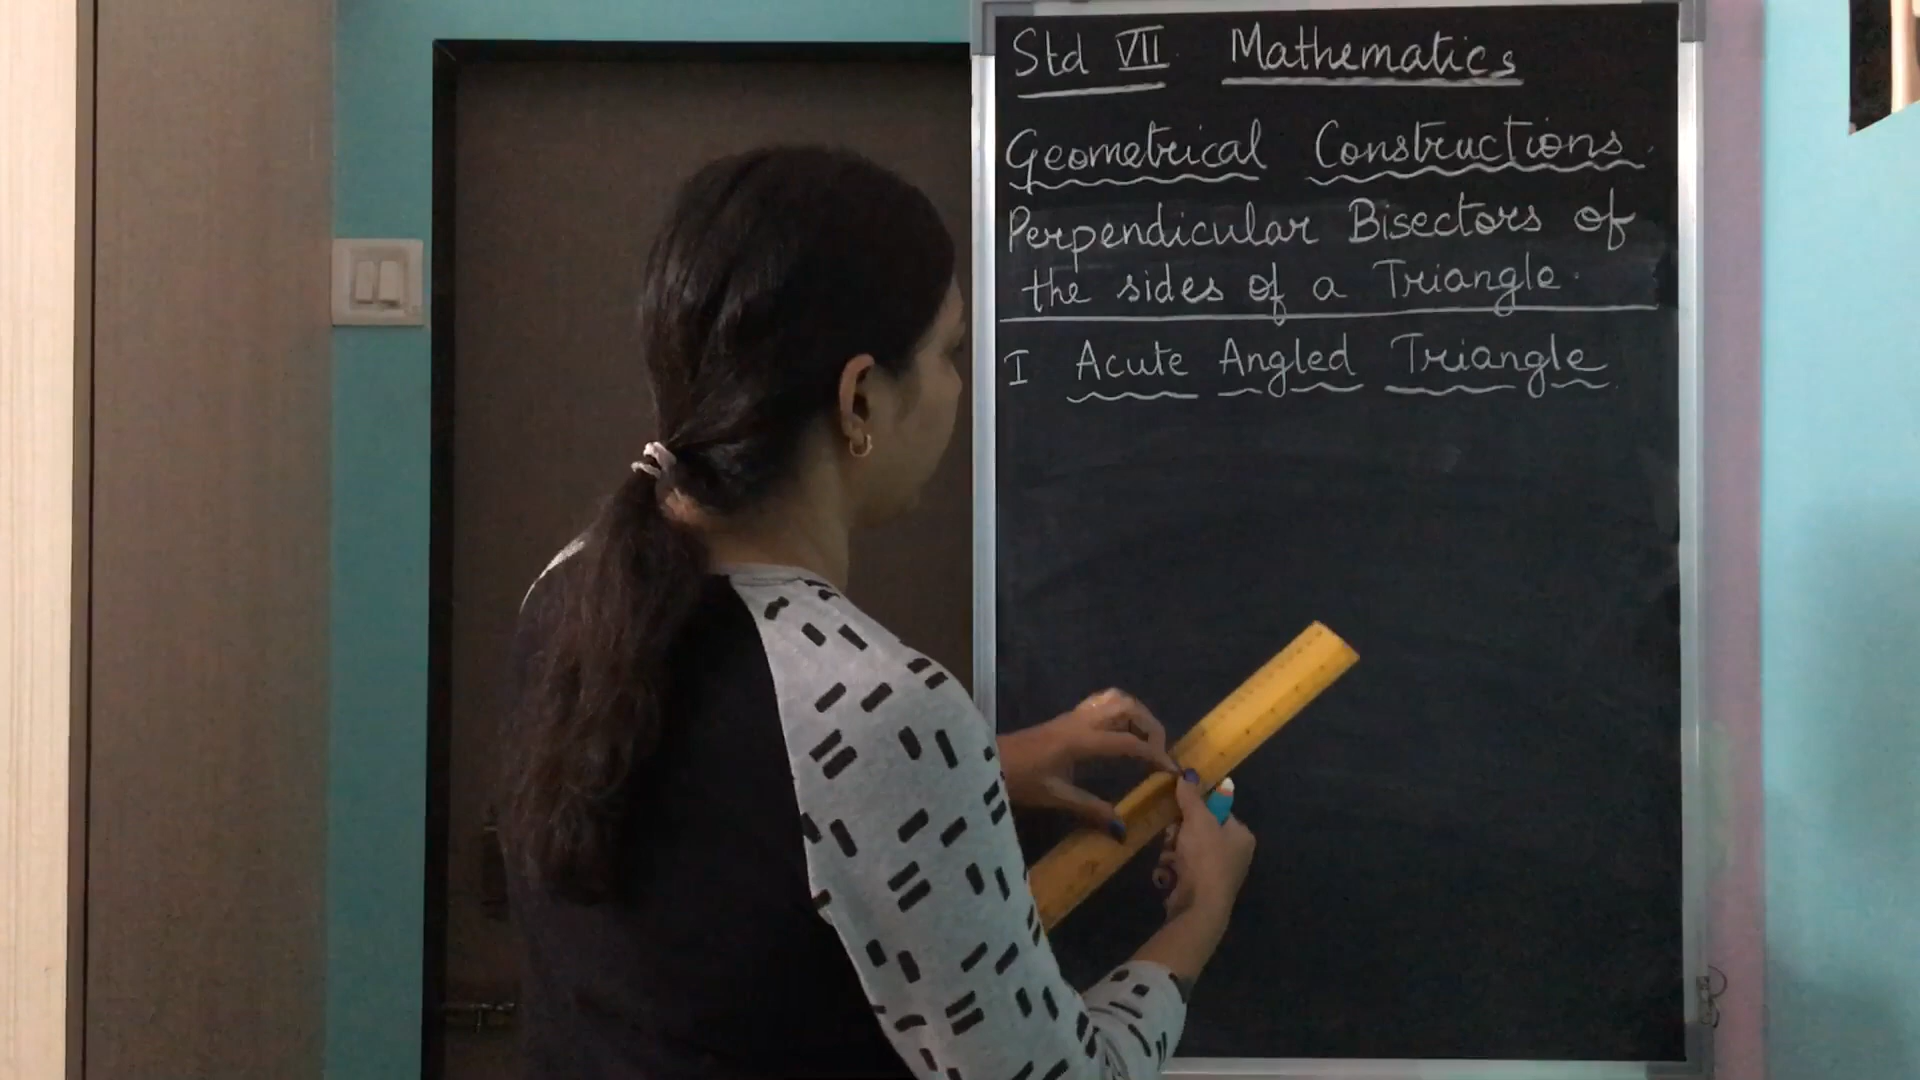 Std VII. Mathematics
Geometrical Constructions.
Perpendicular Bisectors of
the sides of a Triangle.
I Acute Angled Triangle